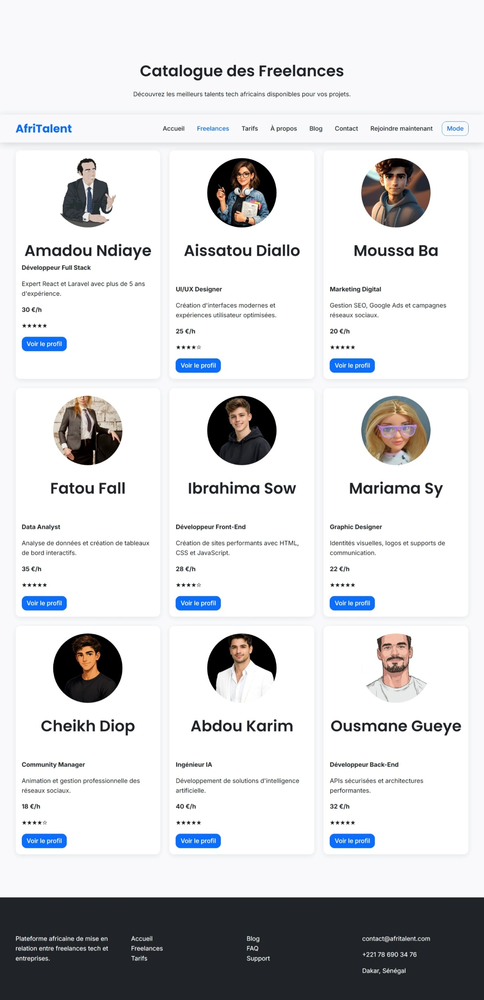 Catalogue des Freelances
Découvrez les meilleurs talents tech africains disponibles pour vos projets.
AfriTalent
Accueil
Freelances
Tarifs
À propos
Blog
Contact
Rejoindre maintenant
Mode
Amadou Ndiaye
Développeur Full Stack
Expert React et Laravel avec plus de 5 ans
d'expérience.
30 €/h
★★★★★
Voir le profil
Aissatou Diallo
UI/UX Designer
Création d'interfaces modernes et
expériences utilisateur optimisées.
25 €/h
★★★★☆
Voir le profil
Moussa Ba
Marketing Digital
Gestion SEO, Google Ads et campagnes
réseaux sociaux.
20 €/h
★★★★★
Voir le profil
Fatou Fall
Data Analyst
Analyse de données et création de tableaux
de bord interactifs.
35 €/h
★★★★★
Voir le profil
Ibrahima Sow
Développeur Front-End
Création de sites performants avec HTML,
CSS et JavaScript.
28 €/h
★★★★☆
Voir le profil
Mariama Sy
Graphic Designer
Identités visuelles, logos et supports de
communication.
22 €/h
★★★★★
Voir le profil
Cheikh Diop
Community Manager
Animation et gestion professionnelle des
réseaux sociaux.
18 €/h
★★★★☆
Voir le profil
Abdou Karim
Ingénieur IA
Développement de solutions d'intelligence
artificielle.
40 €/h
★★★★★
Voir le profil
Ousmane Gueye
Développeur Back-End
APIs sécurisées et architectures
performantes.
32 €/h
★★★★★
Voir le profil
Plateforme africaine de mise en
relation entre freelances tech et
entreprises.
Accueil
Freelances
Tarifs
Blog
FAQ
Support
contact@afritalent.com
+221 78 690 34 76
Dakar, Sénégal